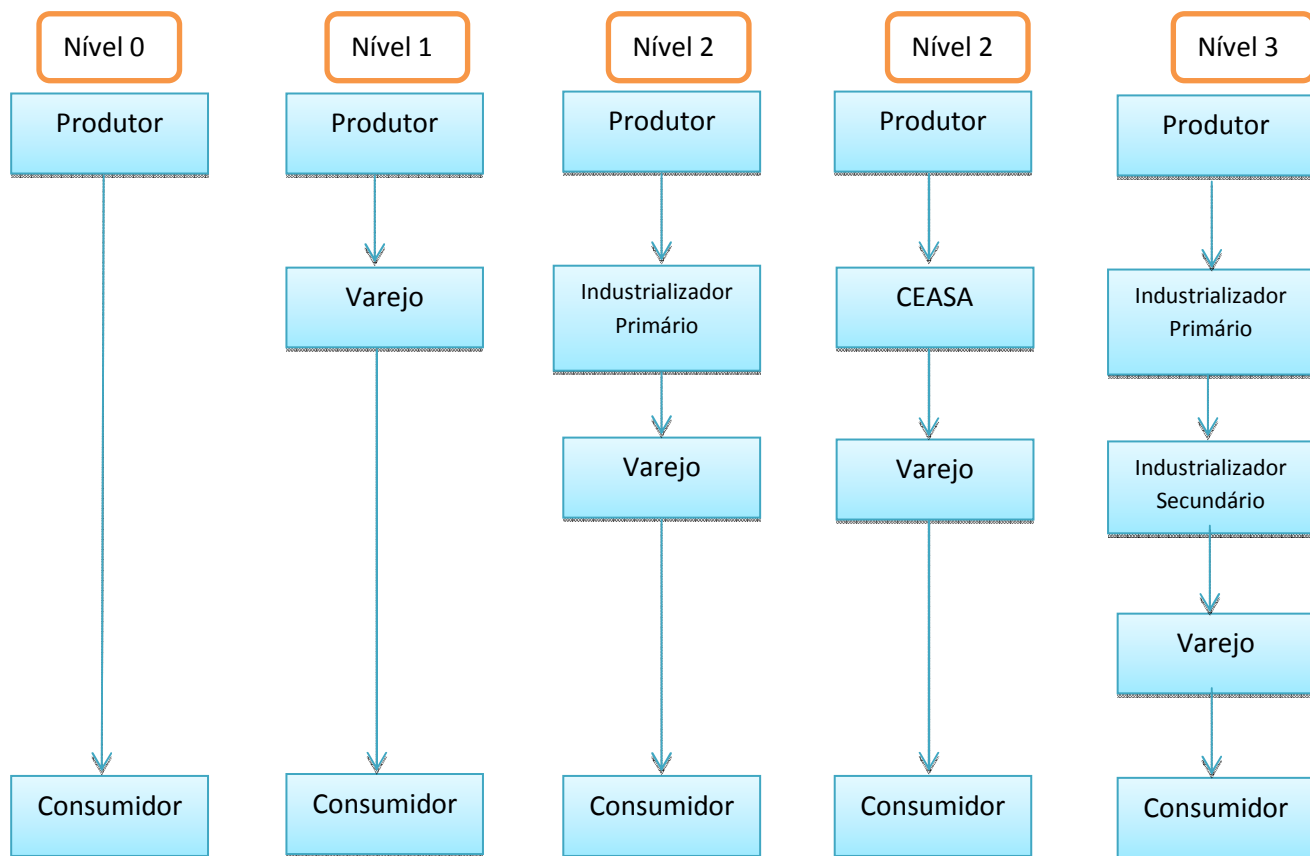 Nível 0
Nível 1
Nível 2
Nível 2
Nível 3
Produtor
Produtor
Produtor
Produtor
Produtor
Varejo
Industrializador
Primário
CEASA
Industrializador
Primário
Varejo
Varejo
Industrializador
Secundário
Varejo
Consumidor
Consumidor
Consumidor
Consumidor
Consumidor